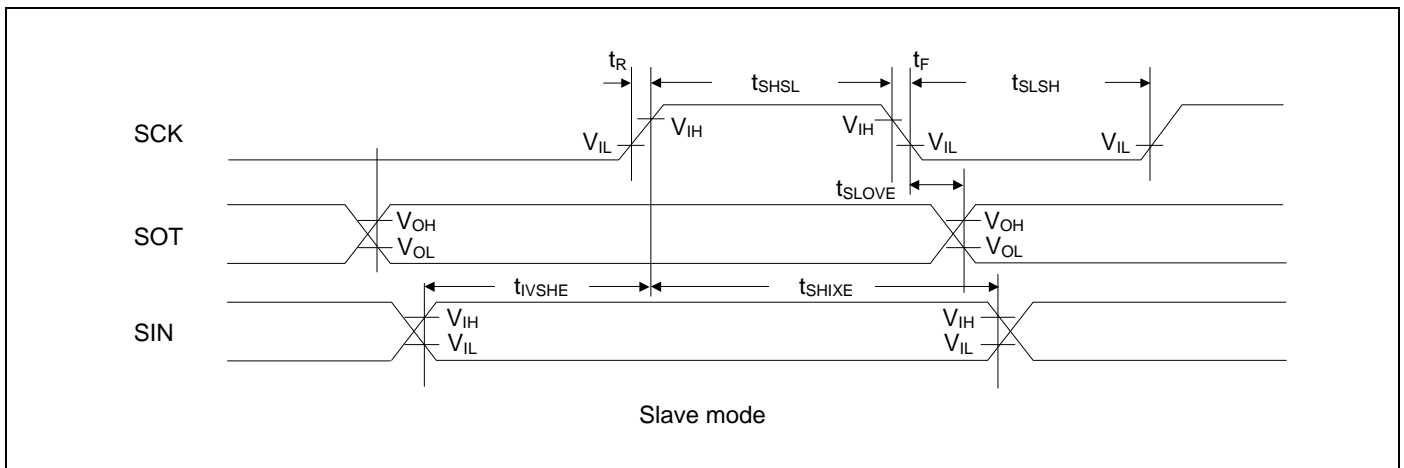 tR tF
tSHSL tSLSH
SCK VIL VIH VIH VIL VIL
tSLOVE
SOT VOH VOH
VOL VOL
tIVSHE tSHIXE
SIN VIH VIH
VIL VIL
Slave mode